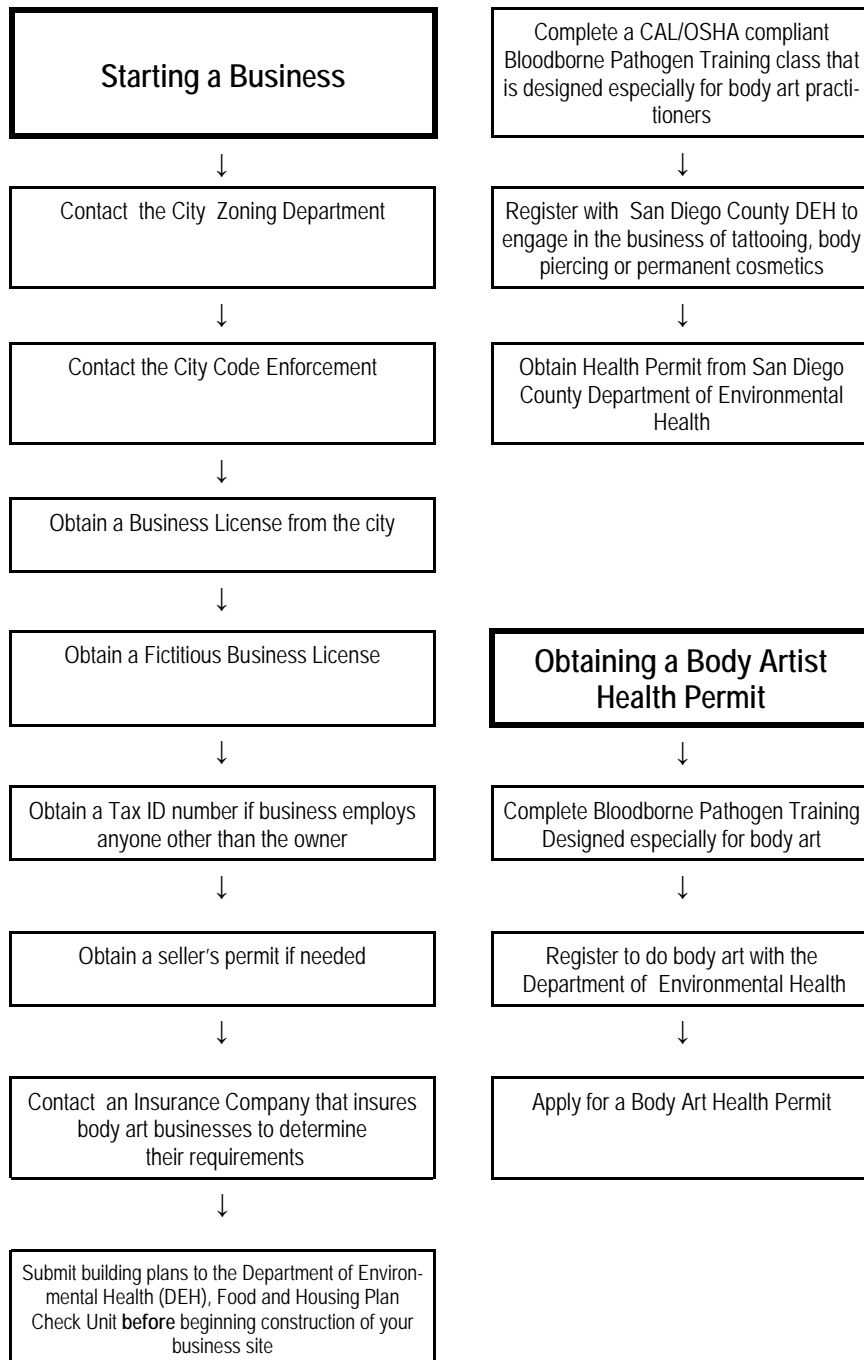 Starting a Business
↓
Contact the City Zoning Department
↓
Contact the City Code Enforcement
↓
Obtain a Business License from the city
↓
Obtain a Fictitious Business License
↓
Obtain a Tax ID number if business employs
anyone other than the owner
↓
Obtain a seller's permit if needed
↓
Contact an Insurance Company that insures
body art businesses to determine
their requirements
↓
Submit building plans to the Department of Environ-
mental Health (DEH), Food and Housing Plan
Check Unit before beginning construction of your
business site
Complete a CAL/OSHA compliant
Bloodborne Pathogen Training class that
is designed especially for body art practi-
tioners
↓
Register with San Diego County DEH to
engage in the business of tattooing, body
piercing or permanent cosmetics
↓
Obtain Health Permit from San Diego
County Department of Environmental
Health
Obtaining a Body Artist
Health Permit
↓
Complete Bloodborne Pathogen Training
Designed especially for body art
↓
Register to do body art with the
Department of Environmental Health
↓
Apply for a Body Art Health Permit